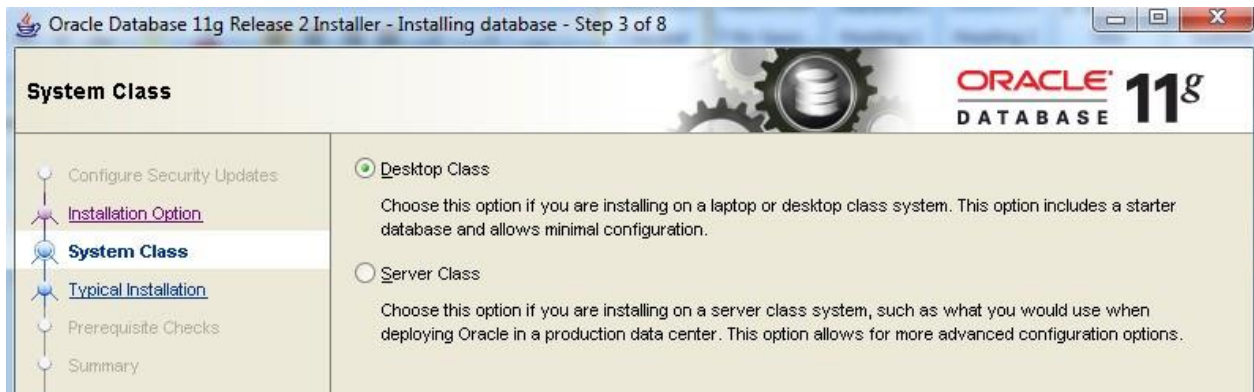 Oracle Database 11g Release 2 Installer - Installing database - Step 3 of 8
System Class
ORACLE DATABASE 11g
Configure Security Updates
Installation Option
System Class
Typical Installation
Prerequisite Checks
Summary
Desktop Class
Choose this option if you are installing on a laptop or desktop class system. This option includes a starter
database and allows minimal configuration.
Server Class
Choose this option if you are installing on a server class system, such as what you would use when
deploying Oracle in a production data center. This option allows for more advanced configuration options.